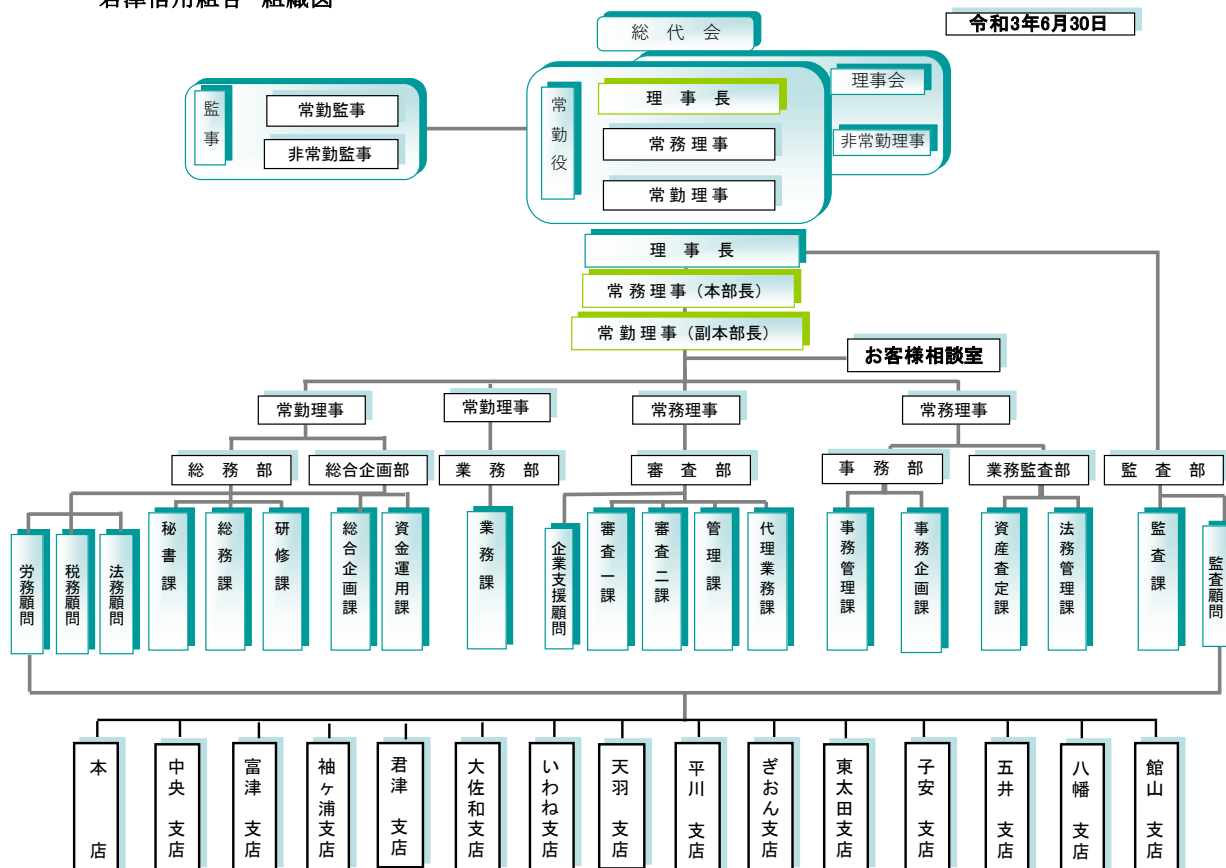 君津信用組合 組織図
令和3年6月30日
総代会
理事会
非常勤理事
監事
常勤監事
非常勤監事
常勤役
理事長
常務理事
常勤理事
理事長
常務理事（本部長）
常勤理事（副本部長）
お客様相談室
常勤理事
常勤理事
常務理事
常務理事
総務部
総合企画部
業務部
審査部
事務部
業務監査部
監査部
労務顧問
税務顧問
法務顧問
秘書課
総務課
研修課
総合企画課
資金運用課
業務課
企業支援顧問
審査一課
審査二課
管理課
代理業務課
事務管理課
事務企画課
資産査定課
法務管理課
監査課
監査顧問
本店
中央支店
富津支店
袖ヶ浦支店
君津支店
大佐和支店
いわね支店
天羽支店
平川支店
ぎおん支店
東太田支店
子安支店
五井支店
八幡支店
館山支店